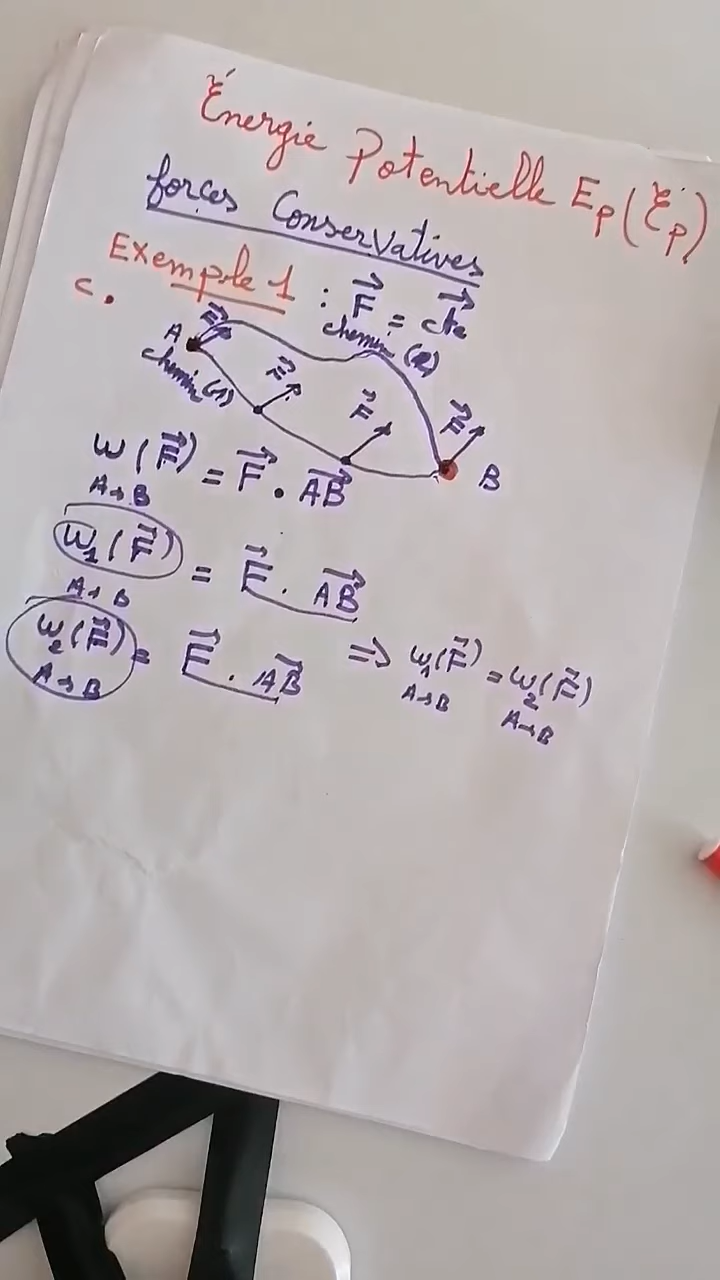 Énergie Potentielle Ep (Ɛp)
forces Conservatives
Exemple 1 : F⃗ = cte⃗
c.
A F⃗ chemin (2)
chemin (1) F⃗ F⃗ F⃗ B
W (F⃗) = F⃗ . AB⃗
A→B
W₁ (F⃗) = F⃗ . AB⃗
A→B
W₂ (F⃗) = F⃗ . AB⃗ ⇒ W₁(F⃗) = W₂(F⃗)
A→B A→B A→B